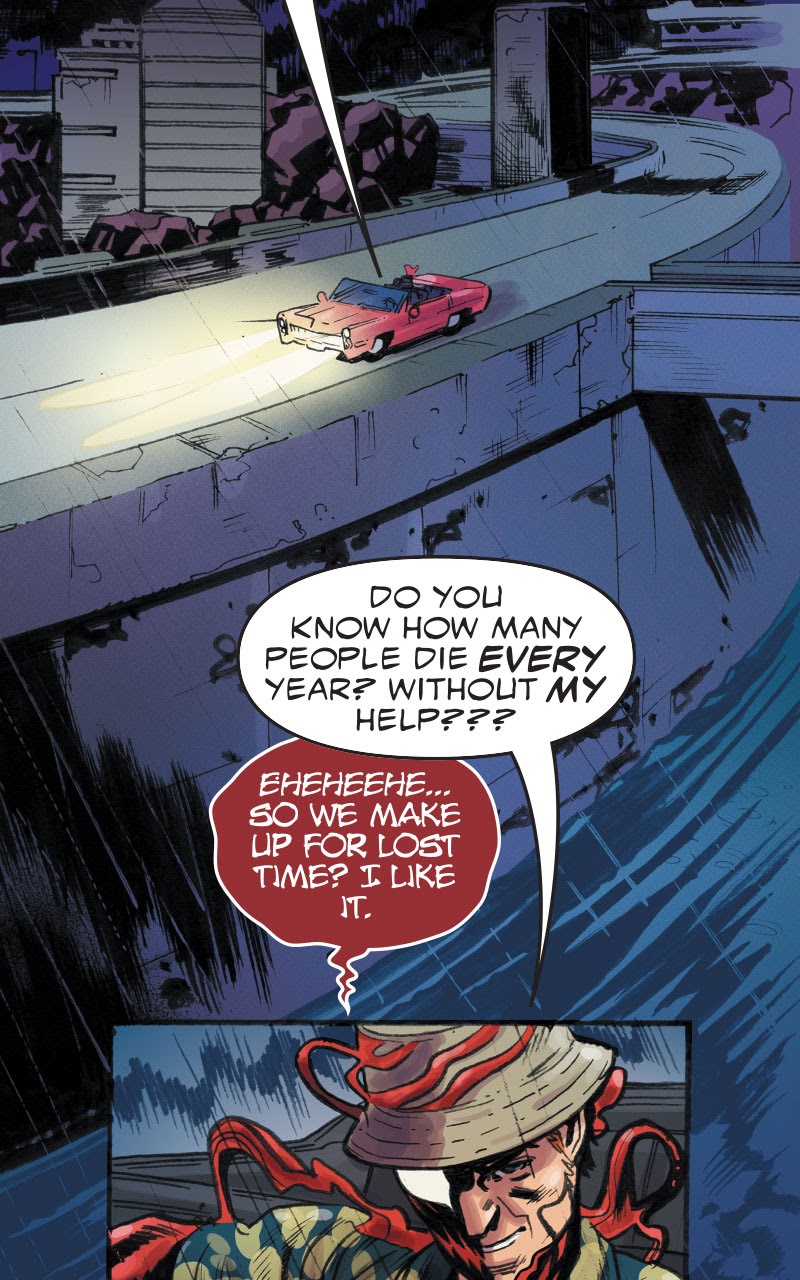 DO YOU
KNOW HOW MANY
PEOPLE DIE EVERY
YEAR? WITHOUT MY
HELP???
EHEHEEHE...
SO WE MAKE
UP FOR LOST
TIME? I LIKE
IT.